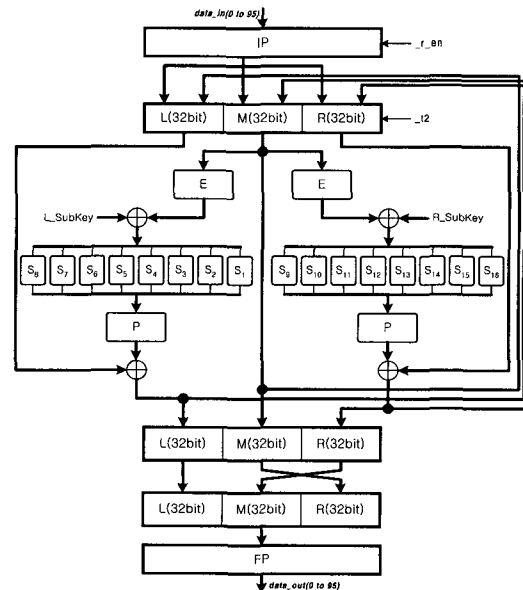 data_in(0 to 95)
IP
_r_en
L(32bit) M(32bit) R(32bit)
_t2
E E
L_SubKey R_SubKey
S8 S7 S6 S5 S4 S3 S2 S1 S9 S10 S11 S12 S13 S14 S15 S16
P P
L(32bit) M(32bit) R(32bit)
L(32bit) M(32bit) R(32bit)
FP
data_out(0 to 95)